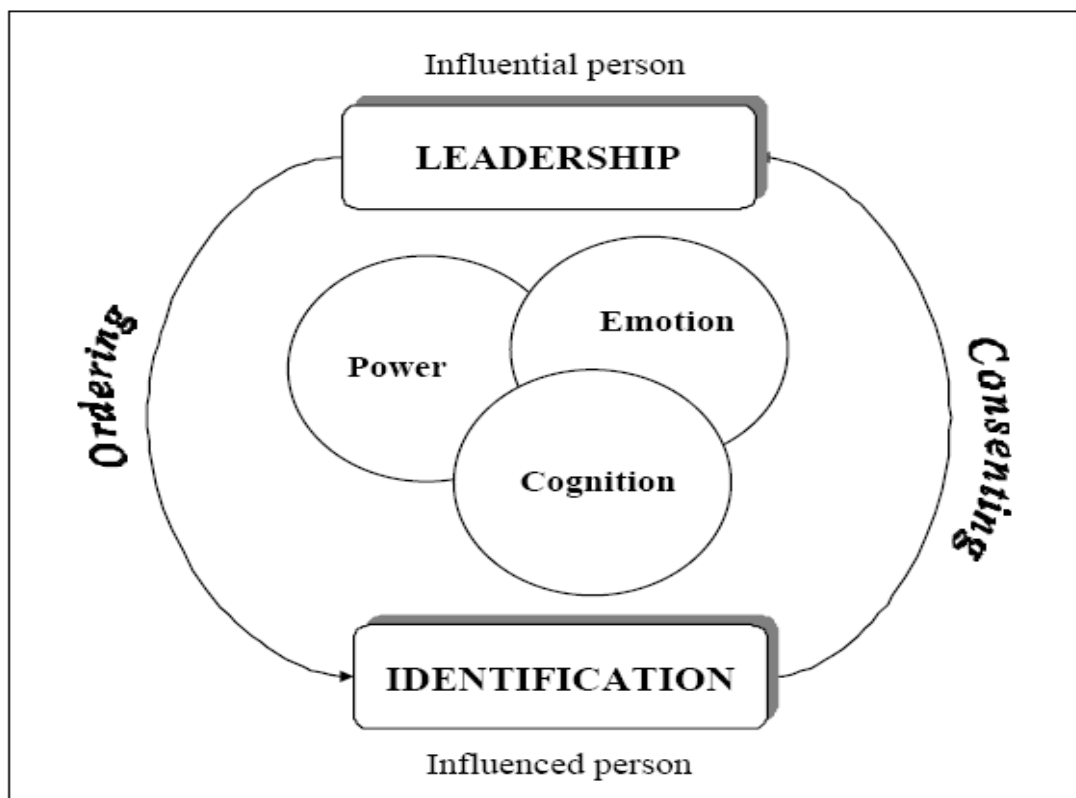 Influential person
LEADERSHIP
Ordering
Power
Emotion
Cognition
Consenting
IDENTIFICATION
Influenced person